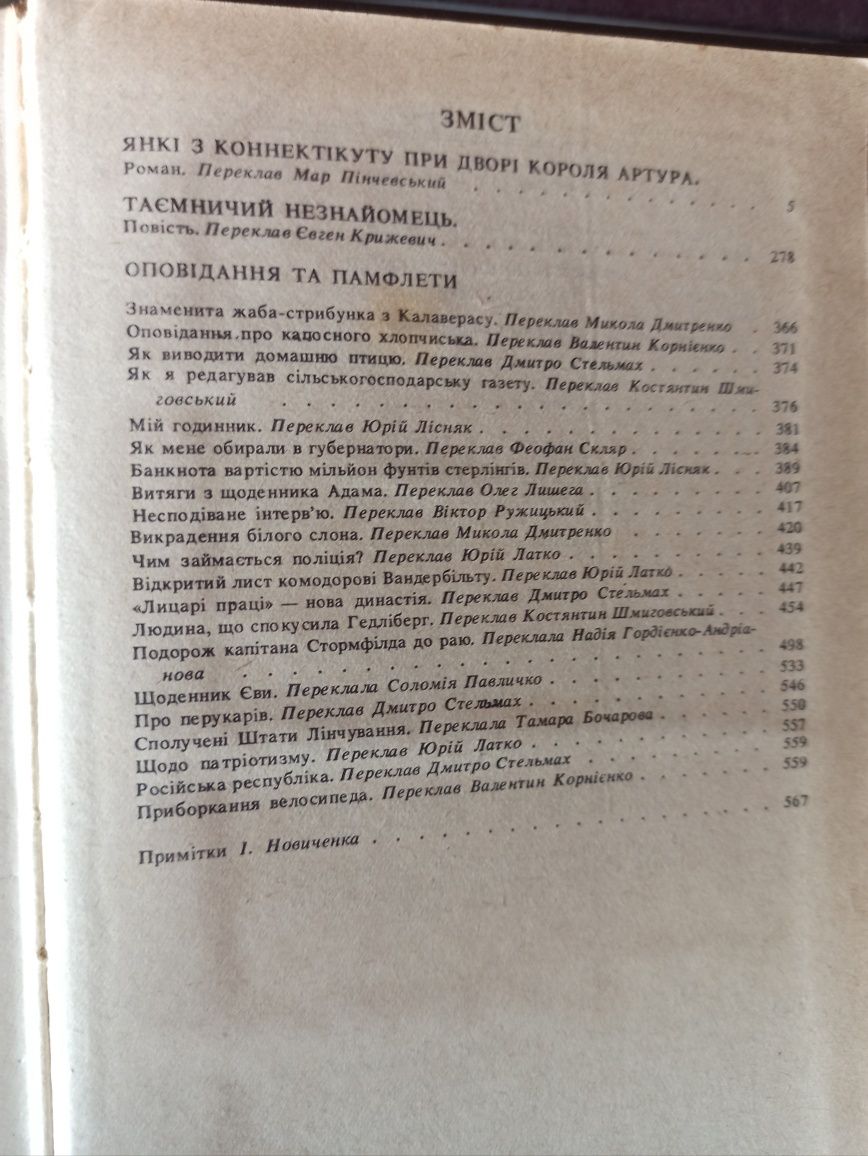 ЗМІСТ
ЯНКІ З КОННЕКТІКУТУ ПРИ ДВОРІ КОРОЛЯ АРТУРА.
Роман. Переклав Мар Пінчевський . . . . . . . . . . . . 5
ТАЄМНИЧИЙ НЕЗНАЙОМЕЦЬ.
Повість. Переклав Євген Крижевич . . . . . . . . . . . . 278
ОПОВІДАННЯ ТА ПАМФЛЕТИ
Знаменита жаба-стрибунка з Калаверасу. Переклав Микола Дмитренко . 366
Оповідання про капосного хлопчиська. Переклав Валентин Корнієнко . . 371
Як виводити домашню птицю. Переклав Дмитро Стельмах . . . . . 374
Як я редагував сільськогосподарську газету. Переклав Костянтин Шми-
говський . . . . . . . . . . . . . . . . . 376
Мій годинник. Переклав Юрій Лісняк . . . . . . . . . . 381
Як мене обирали в губернатори. Переклав Феофан Скляр . . . . . 384
Банкнота вартістю мільйон фунтів стерлінгів. Переклав Юрій Лісняк . . . 389
Витяги з щоденника Адама. Переклав Олег Лишега . . . . . . 407
Несподіване інтерв'ю. Переклав Віктор Ружицький . . . . . . 417
Викрадення білого слона. Переклав Микола Дмитренко . . . . . 420
Чим займається поліція? Переклав Юрій Латко . . . . . . . 439
Відкритий лист комодорові Вандербільту. Переклав Юрій Латко . . . . 442
«Лицарі праці» — нова династія. Переклав Дмитро Стельмах . . . . 447
Людина, що спокусила Гедліберг. Переклав Костянтин Шмиговський . . . 454
Подорож капітана Стормфілда до раю. Переклала Надія Гордієнко-Андріа-
нова . . . . . . . . . . . . . . . . . . 498
Щоденник Єви. Переклала Соломія Павличко . . . . . . . . 533
Про перукарів. Переклав Дмитро Стельмах . . . . . . . . 546
Сполучені Штати Лінчування. Переклала Тамара Бочарова . . . . . 550
Щодо патріотизму. Переклав Юрій Латко . . . . . . . . . 557
Російська республіка. Переклав Дмитро Стельмах . . . . . . . 559
Приборкання велосипеда. Переклав Валентин Корнієнко . . . . . 559
Примітки І. Новиченка . . . . . . . . . . . . . 567